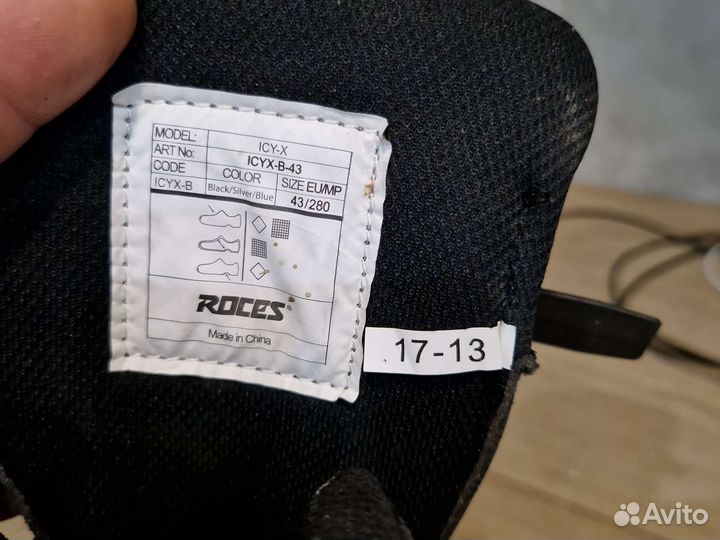 MODEL: ICY-X
ART No: ICYX-B-43
CODE COLOR SIZE EU/MP
ICYX-B Black/Silver/Blue 43/280
ROCES
Made in China
17-13
Avito